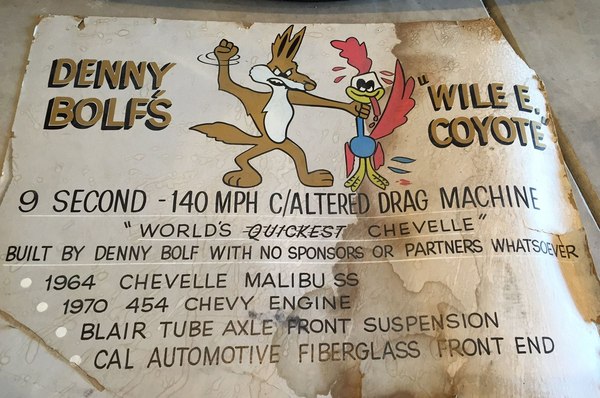 DENNY BOLF'S
"WILE E. COYOTE"
9 SECOND - 140 MPH C/ALTERED DRAG MACHINE
"WORLD'S QUICKEST CHEVELLE"
BUILT BY DENNY BOLF WITH NO SPONSORS OR PARTNERS WHATSOEVER
1964 CHEVELLE MALIBU SS
1970 454 CHEVY ENGINE
BLAIR TUBE AXLE FRONT SUSPENSION
CAL AUTOMOTIVE FIBERGLASS FRONT END